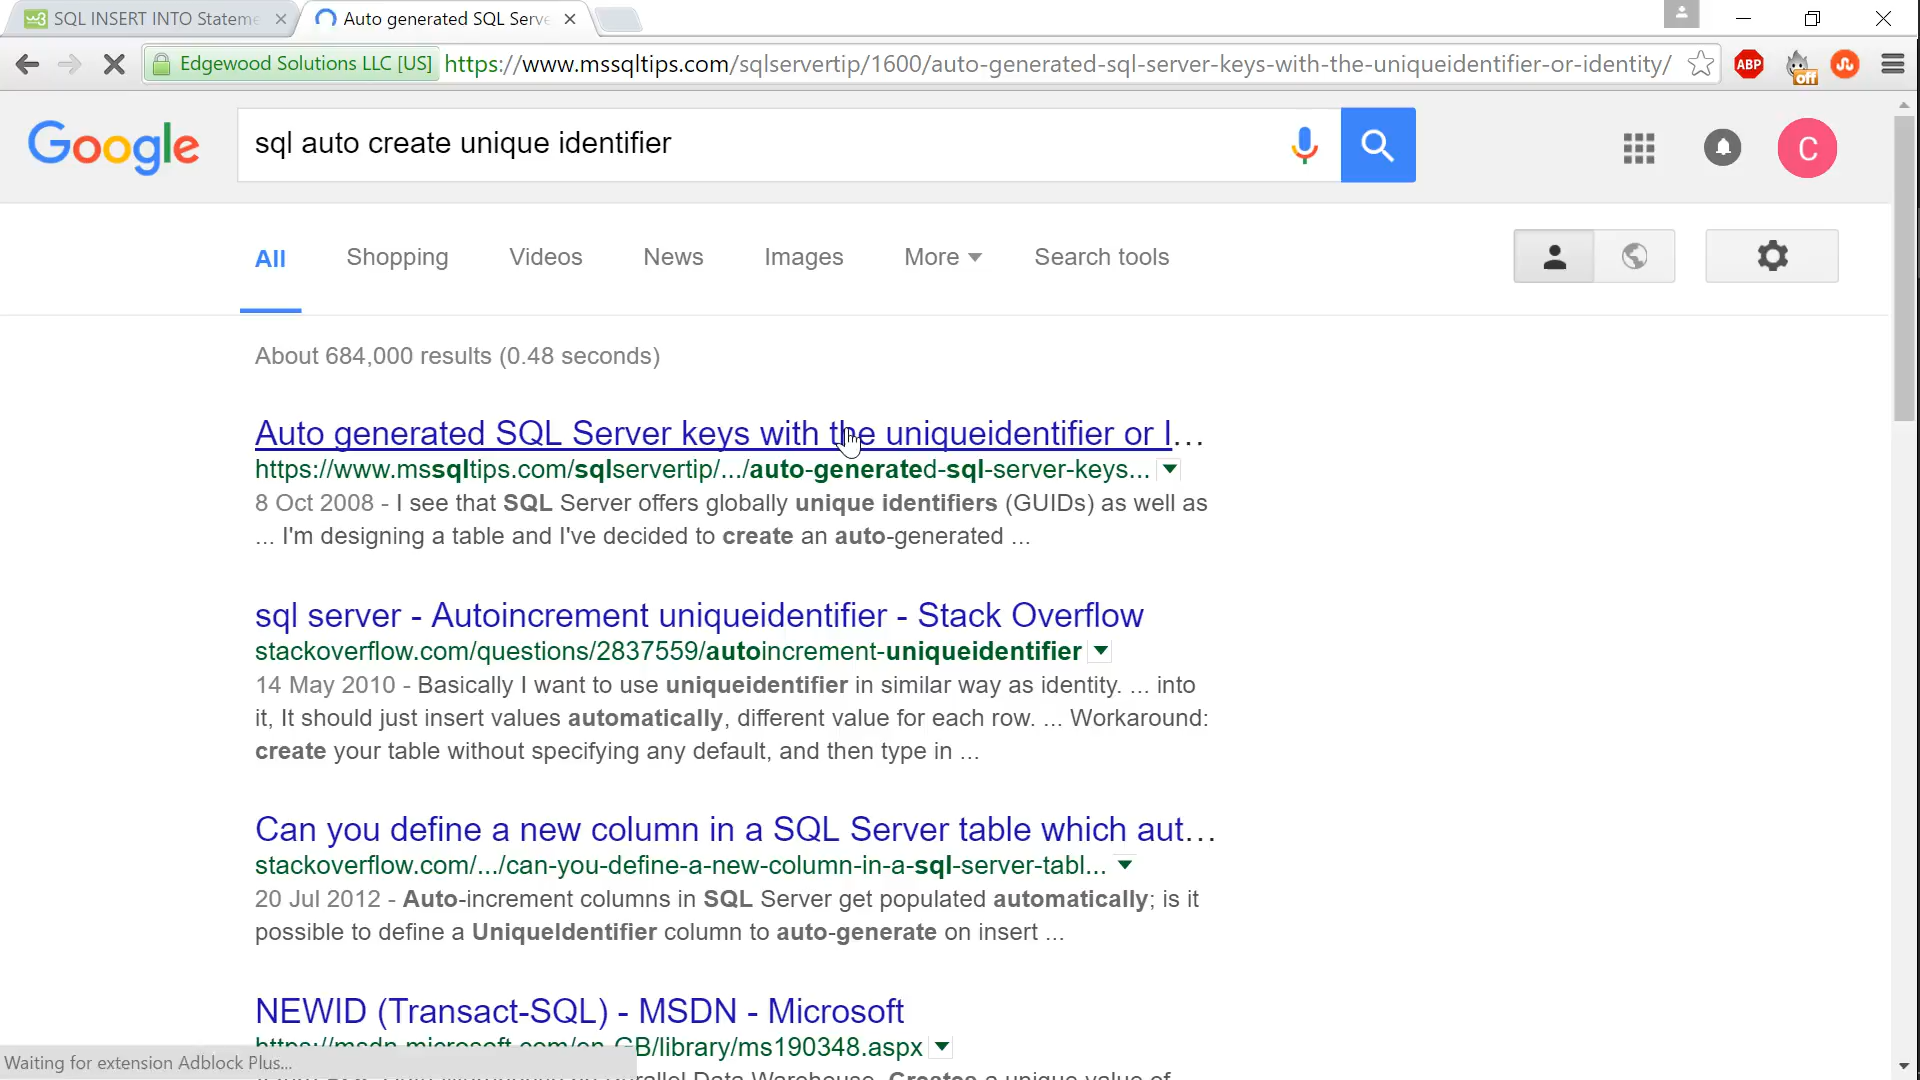 SQL INSERT INTO Stateme
Auto generated SQL Serve
Edgewood Solutions LLC [US] https://www.mssqltips.com/sqlservertip/1600/auto-generated-sql-server-keys-with-the-uniqueidentifier-or-identity/
ABP
off
Google
sql auto create unique identifier
C
All Shopping Videos News Images More Search tools
About 684,000 results (0.48 seconds)
Auto generated SQL Server keys with the uniqueidentifier or I...
https://www.mssqltips.com/sqlservertip/.../auto-generated-sql-server-keys...
8 Oct 2008 - I see that SQL Server offers globally unique identifiers (GUIDs) as well as
... I'm designing a table and I've decided to create an auto-generated ...
sql server - Autoincrement uniqueidentifier - Stack Overflow
stackoverflow.com/questions/2837559/autoincrement-uniqueidentifier
14 May 2010 - Basically I want to use uniqueidentifier in similar way as identity. ... into
it, It should just insert values automatically, different value for each row. ... Workaround:
create your table without specifying any default, and then type in ...
Can you define a new column in a SQL Server table which aut...
stackoverflow.com/.../can-you-define-a-new-column-in-a-sql-server-tabl...
20 Jul 2012 - Auto-increment columns in SQL Server get populated automatically; is it
possible to define a UniqueIdentifier column to auto-generate on insert ...
NEWID (Transact-SQL) - MSDN - Microsoft
https://msdn.microsoft.com/en-GB/library/ms190348.aspx
Waiting for extension Adblock Plus...
Data Warehouse. Creates a unique value of